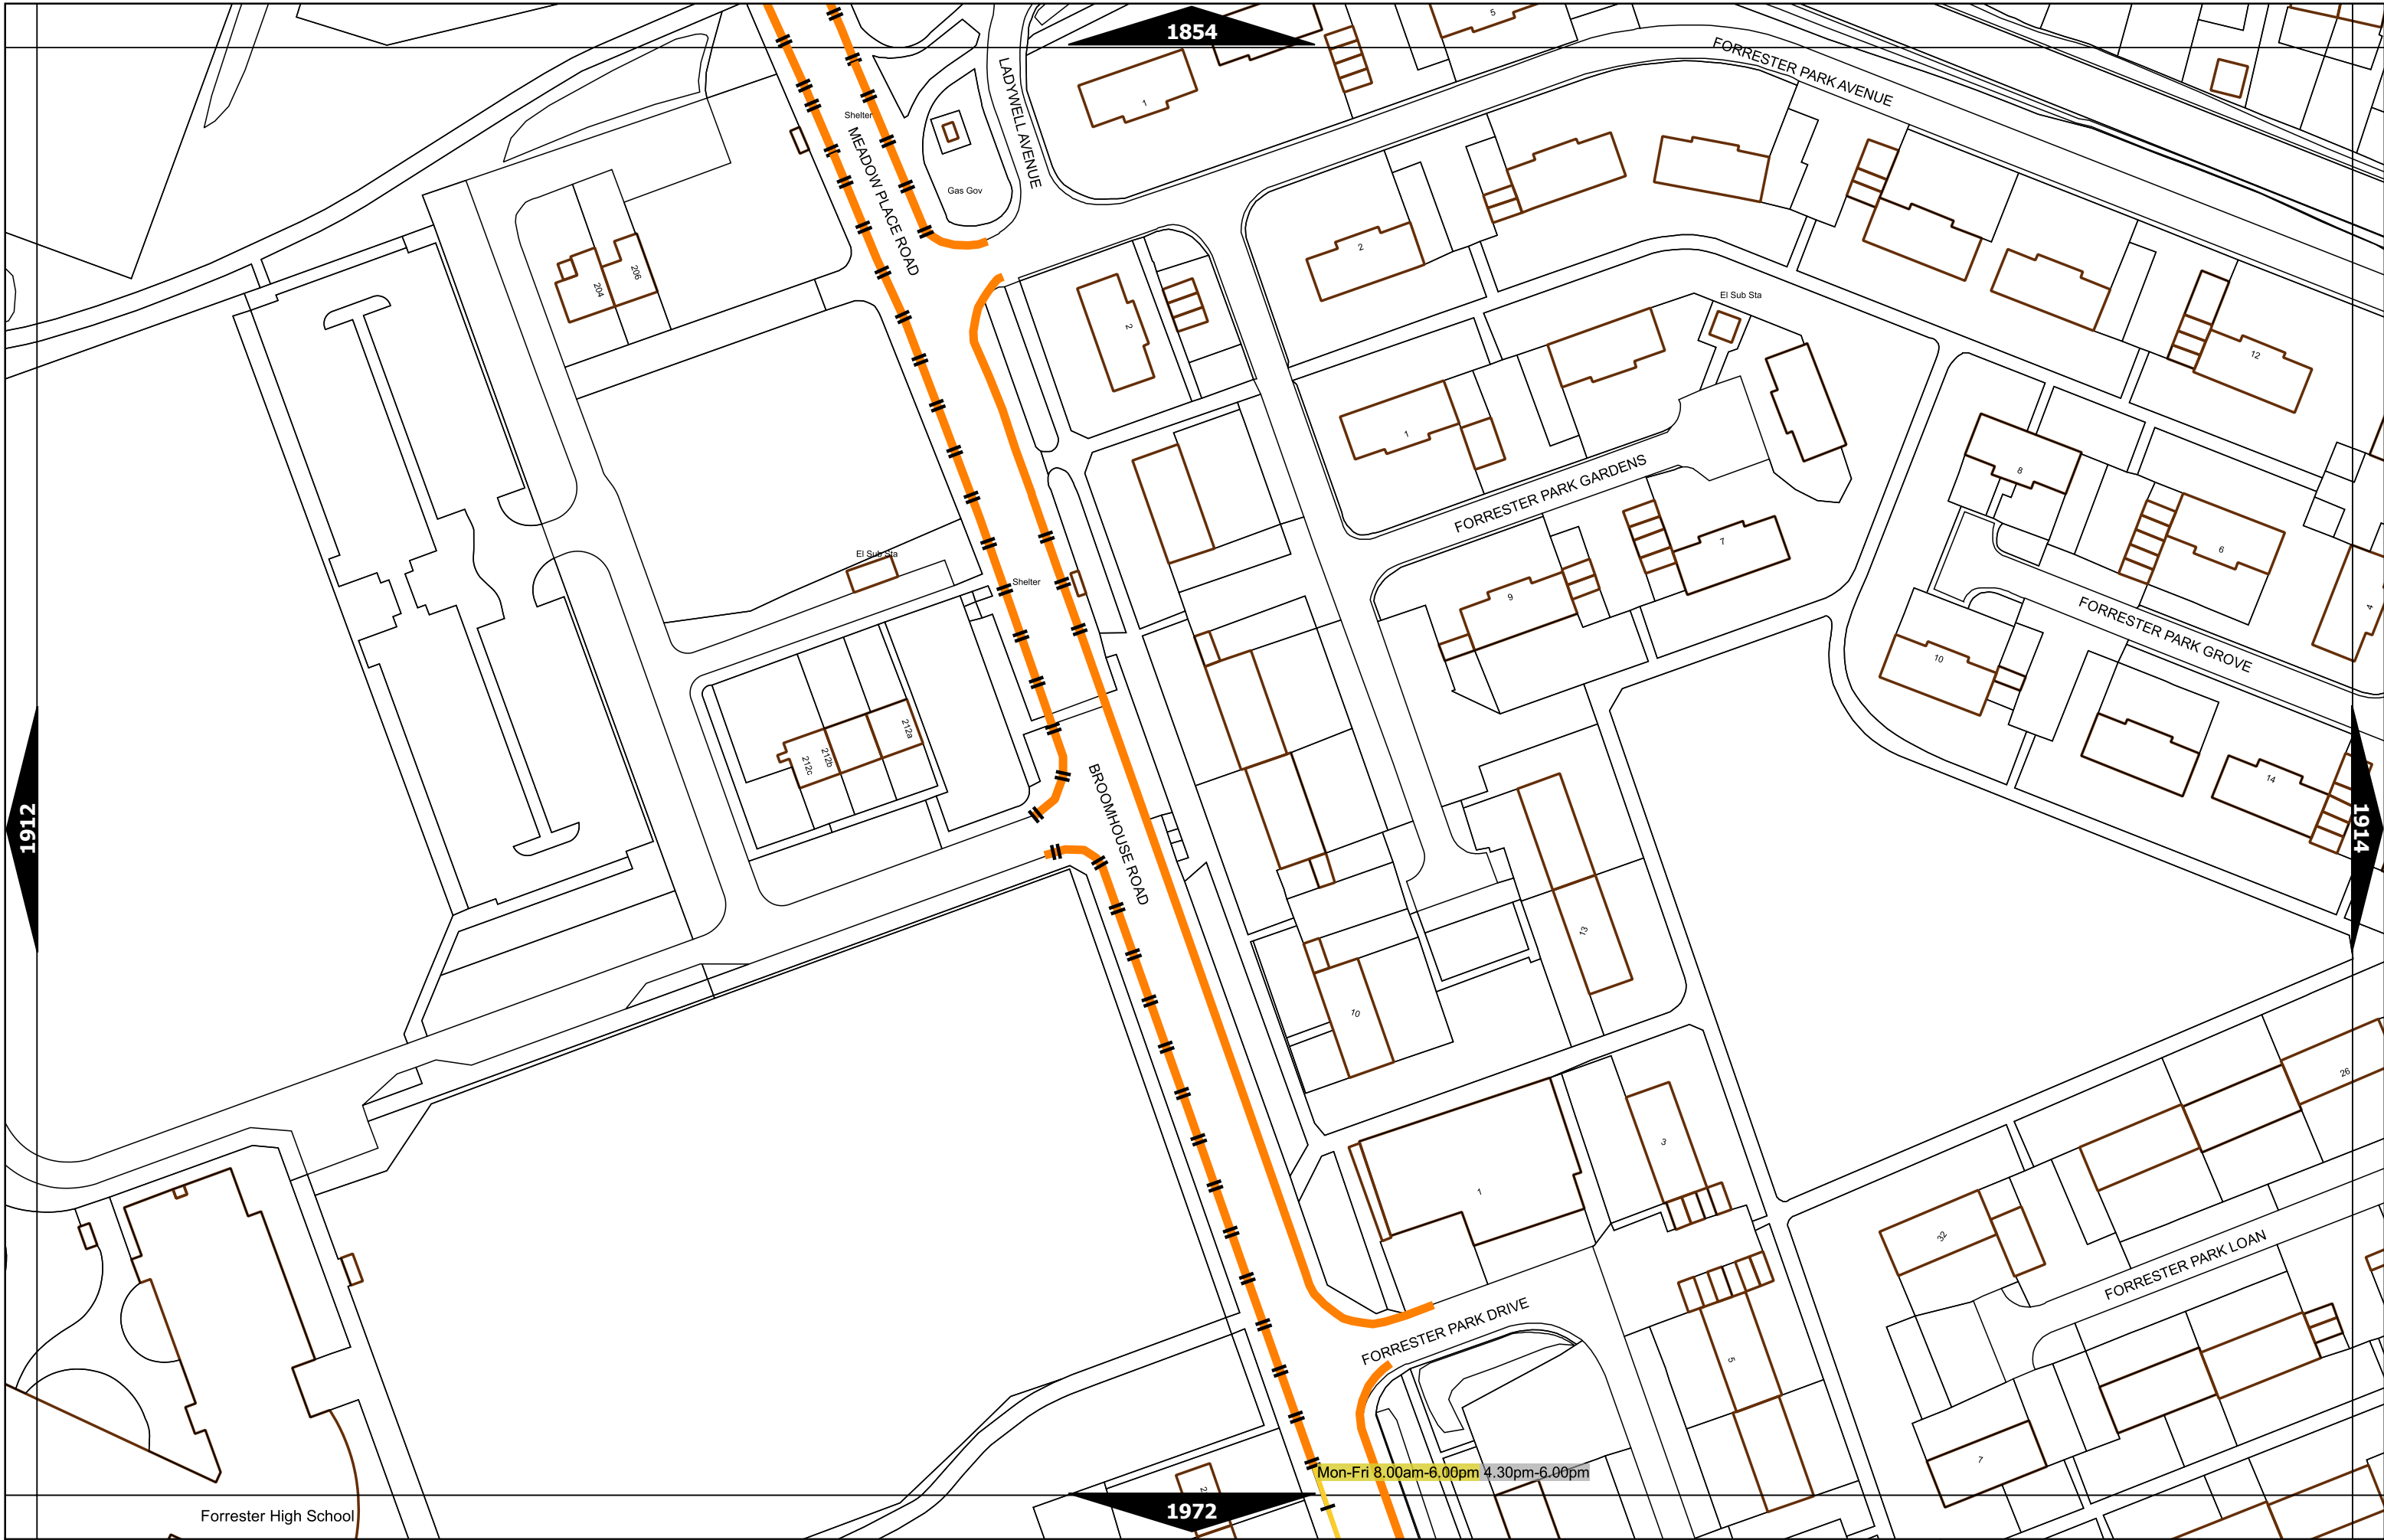 1854
5
FORRESTER PARK AVENUE
LADYWELL AVENUE
1
Shelter
MEADOW PLACE ROAD
Gas Gov
206
204
2
2
El Sub Sta
12
1
8
FORRESTER PARK GARDENS
7
6
El Sub Sta
Shelter
9
4
FORRESTER PARK GROVE
10
212a
212b
212c
BROOMHOUSE ROAD
14
1912
1914
13
10
26
3
1
32
FORRESTER PARK LOAN
FORRESTER PARK DRIVE
5
7
Mon-Fri 8.00am-6.00pm 4.30pm-6.00pm
2
1972
Forrester High School